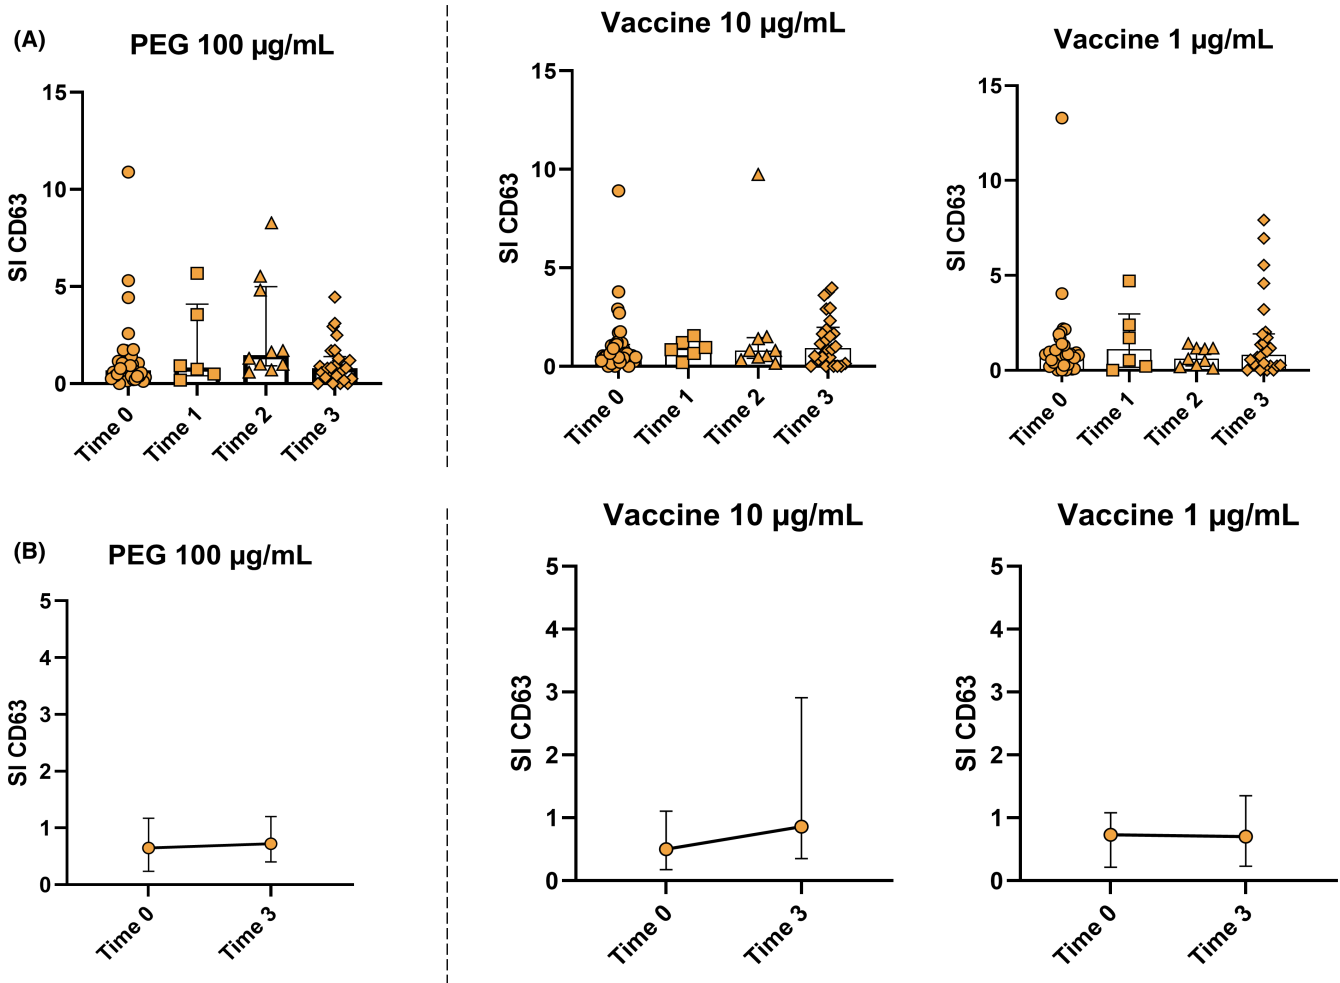 (A)
PEG 100 µg/mL
15
10
5
0
SI CD63
Time 0
Time 1
Time 2
Time 3
Vaccine 10 µg/mL
15
10
5
0
SI CD63
Time 0
Time 1
Time 2
Time 3
Vaccine 1 µg/mL
15
10
5
0
SI CD63
Time 0
Time 1
Time 2
Time 3
(B)
PEG 100 µg/mL
5
4
3
2
1
0
SI CD63
Time 0
Time 3
Vaccine 10 µg/mL
5
4
3
2
1
0
SI CD63
Time 0
Time 3
Vaccine 1 µg/mL
5
4
3
2
1
0
SI CD63
Time 0
Time 3